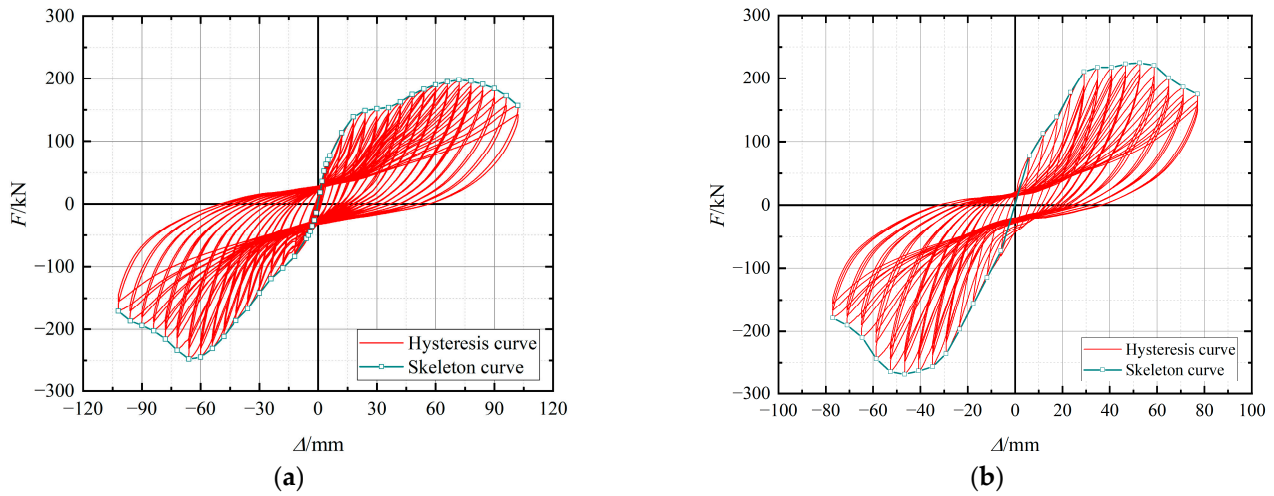 300
200
100
0
−100
−200
−300
F/kN
Hysteresis curve
Skeleton curve
−120 −90 −60 −30 0 30 60 90 120
Δ/mm
(a)
300
200
100
0
−100
−200
−300
F/kN
Hysteresis curve
Skeleton curve
−100 −80 −60 −40 −20 0 20 40 60 80 100
Δ/mm
(b)